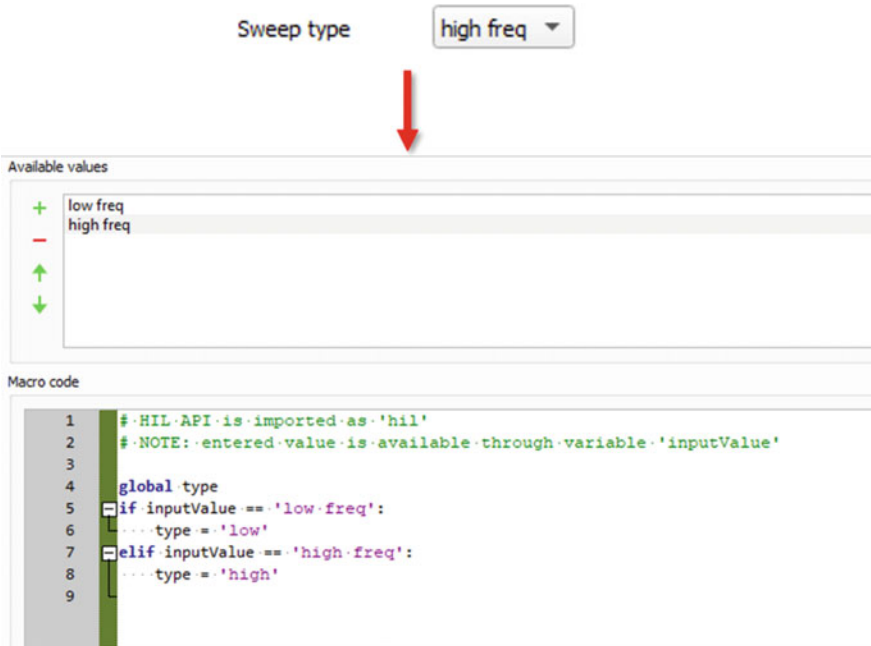 Sweep type high freq
Available values
low freq
high freq
Macro code
1 # HIL API is imported as 'hil'
2 # NOTE: entered value is available through variable 'inputValue'
3
4 global type
5 if inputValue == 'low freq':
6 type = 'low'
7 elif inputValue == 'high freq':
8 type = 'high'
9